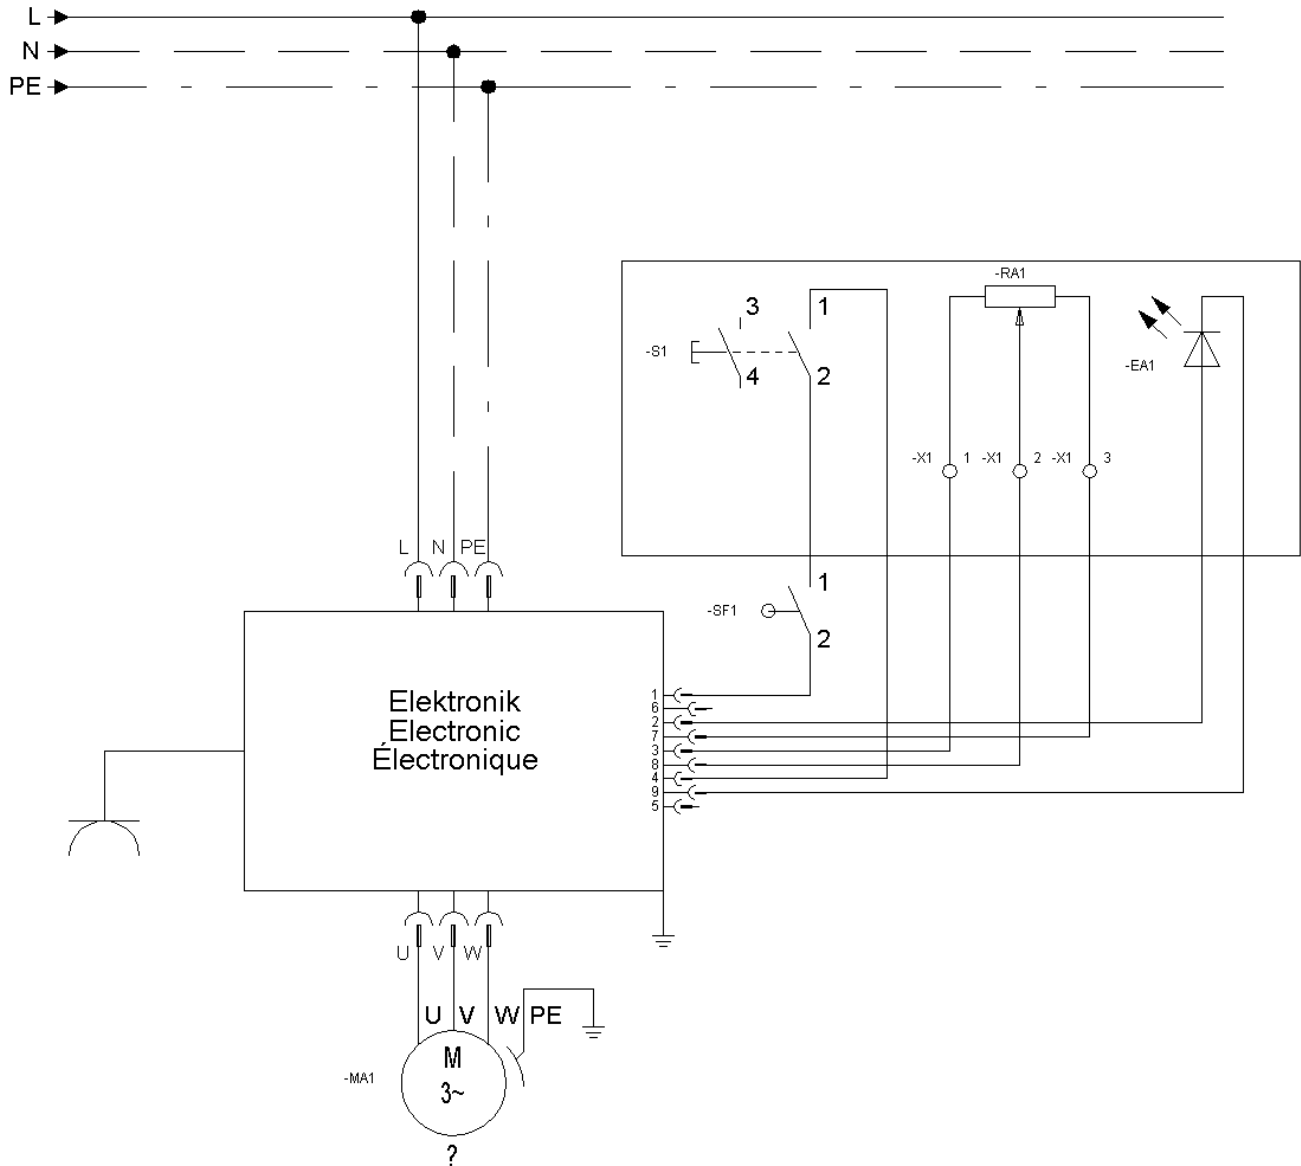 L
N
PE
-RA1
3 1
-S1
-EA1
4 2
-X1 1 -X1 2 -X1 3
L N PE
1
-SF1
2
Elektronik
Electronic
Électronique
1
6
2
7
3
8
4
9
5
U V W
U V W PE
M
-MA1
3~
?